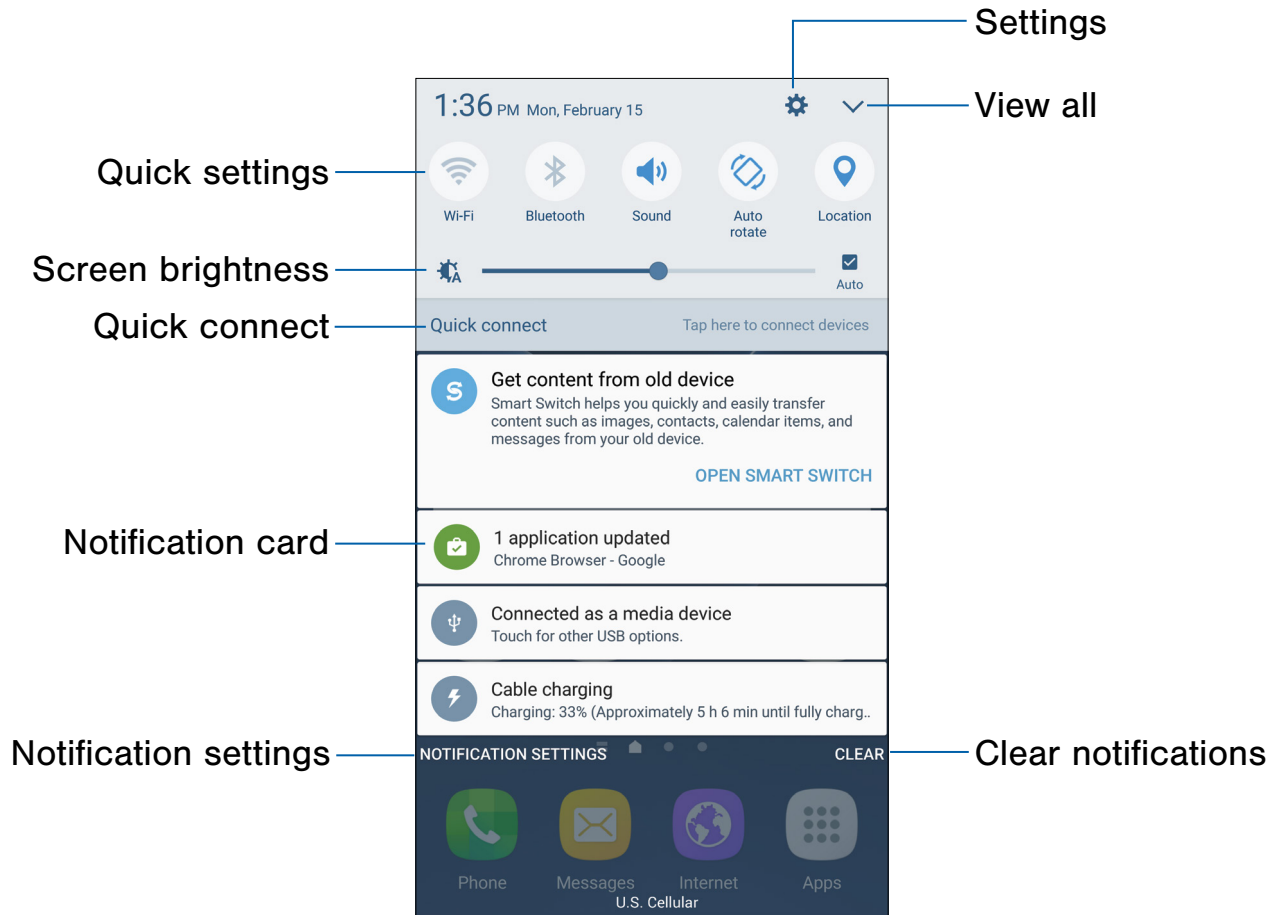 Settings
1:36 PM Mon, February 15
View all
Quick settings
Wi-Fi
Bluetooth
Sound
Auto
rotate
Location
Screen brightness
A
Auto
Quick connect
Quick connect
Tap here to connect devices
S
Get content from old device
Smart Switch helps you quickly and easily transfer
content such as images, contacts, calendar items, and
messages from your old device.
OPEN SMART SWITCH
Notification card
1 application updated
Chrome Browser - Google
Connected as a media device
Touch for other USB options.
Cable charging
Charging: 33% (Approximately 5 h 6 min until fully charg..
Notification settings
NOTIFICATION SETTINGS
CLEAR
Clear notifications
Phone
Messages
Internet
Apps
U.S. Cellular